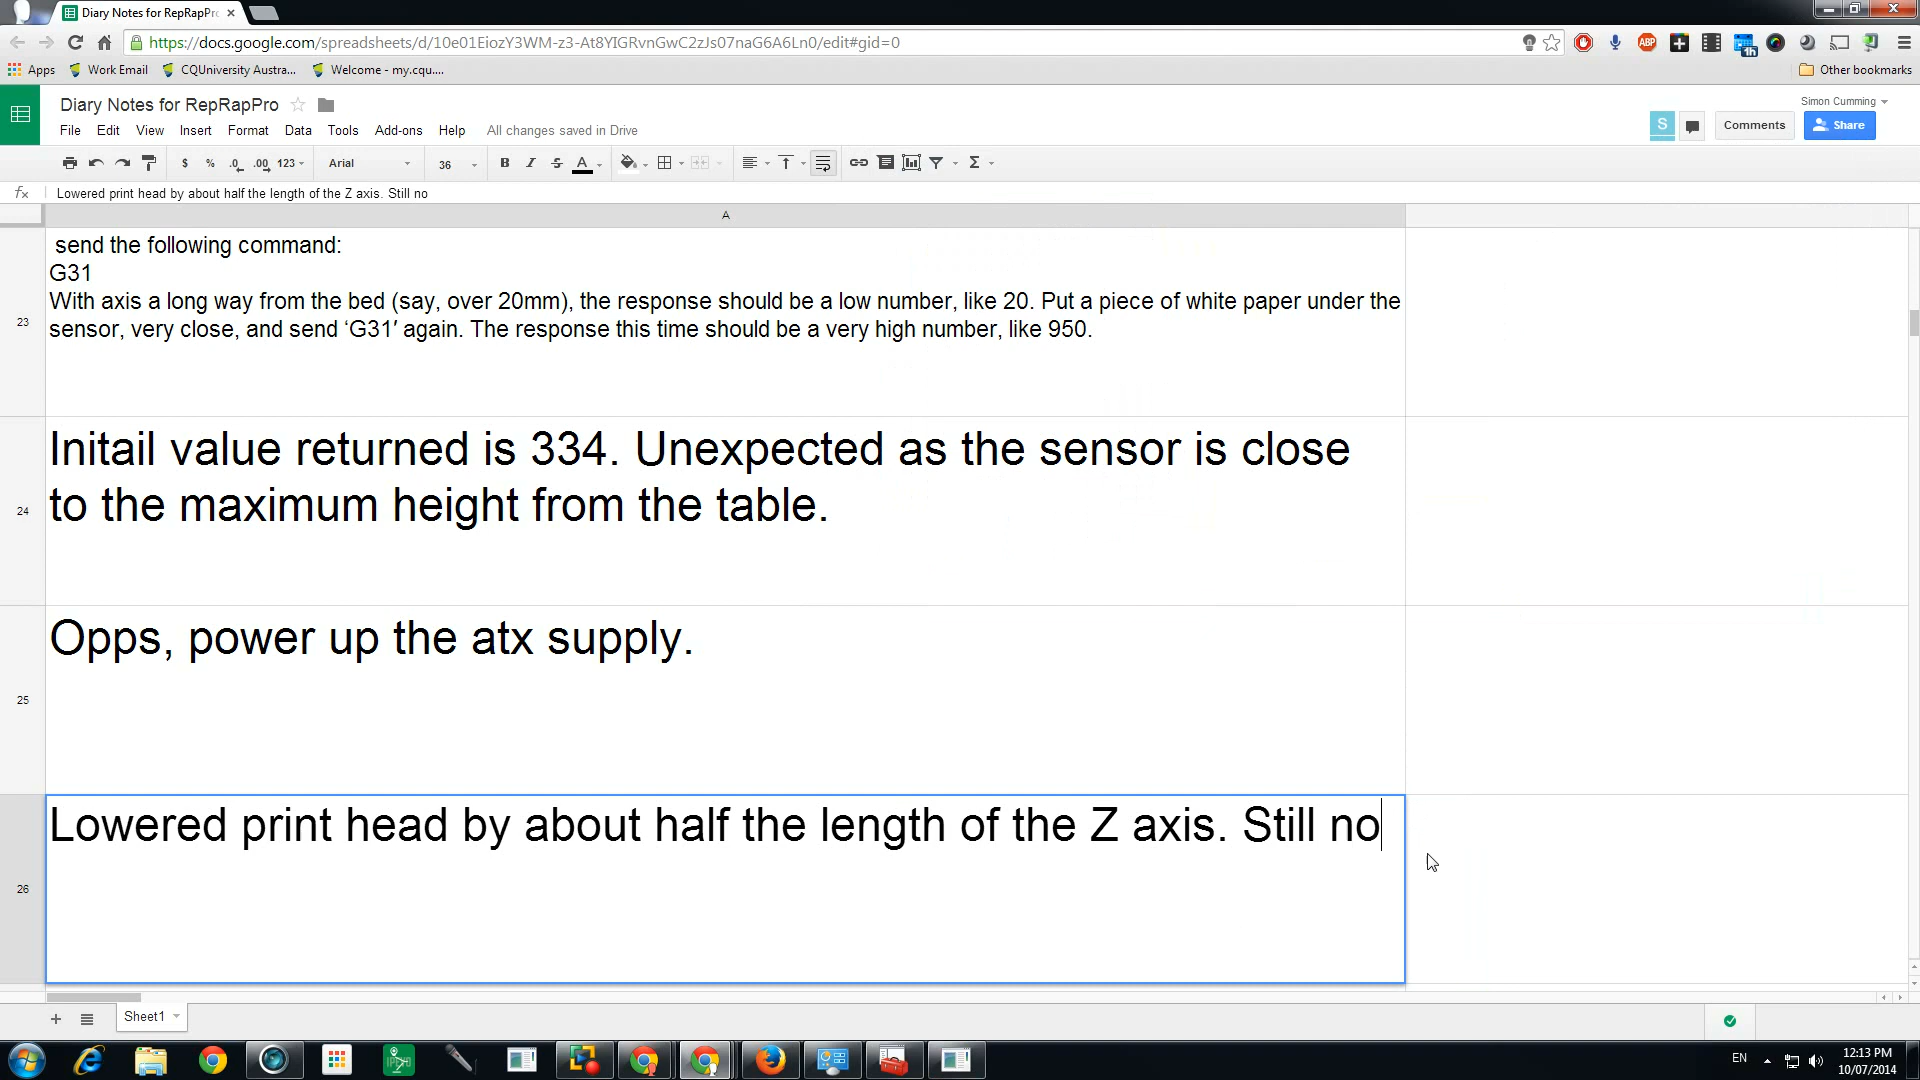 Diary Notes for RepRapPro
https://docs.google.com/spreadsheets/d/10e01EiozY3WM-z3-At8YIGRvnGwC2zJs07naG6A6Ln0/edit#gid=0
Apps Work Email CQUniversity Austra... Welcome - my.cqu.... Other bookmarks
Diary Notes for RepRapPro
Simon Cumming
File Edit View Insert Format Data Tools Add-ons Help All changes saved in Drive
S Comments Share
$ % .0 .00 123 Arial 36 B I S A Σ
fx Lowered print head by about half the length of the Z axis. Still no
A
send the following command:
G31
With axis a long way from the bed (say, over 20mm), the response should be a low number, like 20. Put a piece of white paper under the
sensor, very close, and send ‘G31′ again. The response this time should be a very high number, like 950.
23
Initail value returned is 334. Unexpected as the sensor is close
to the maximum height from the table.
24
Opps, power up the atx supply.
25
Lowered print head by about half the length of the Z axis. Still no
26
Sheet1
EN
12:13 PM
10/07/2014